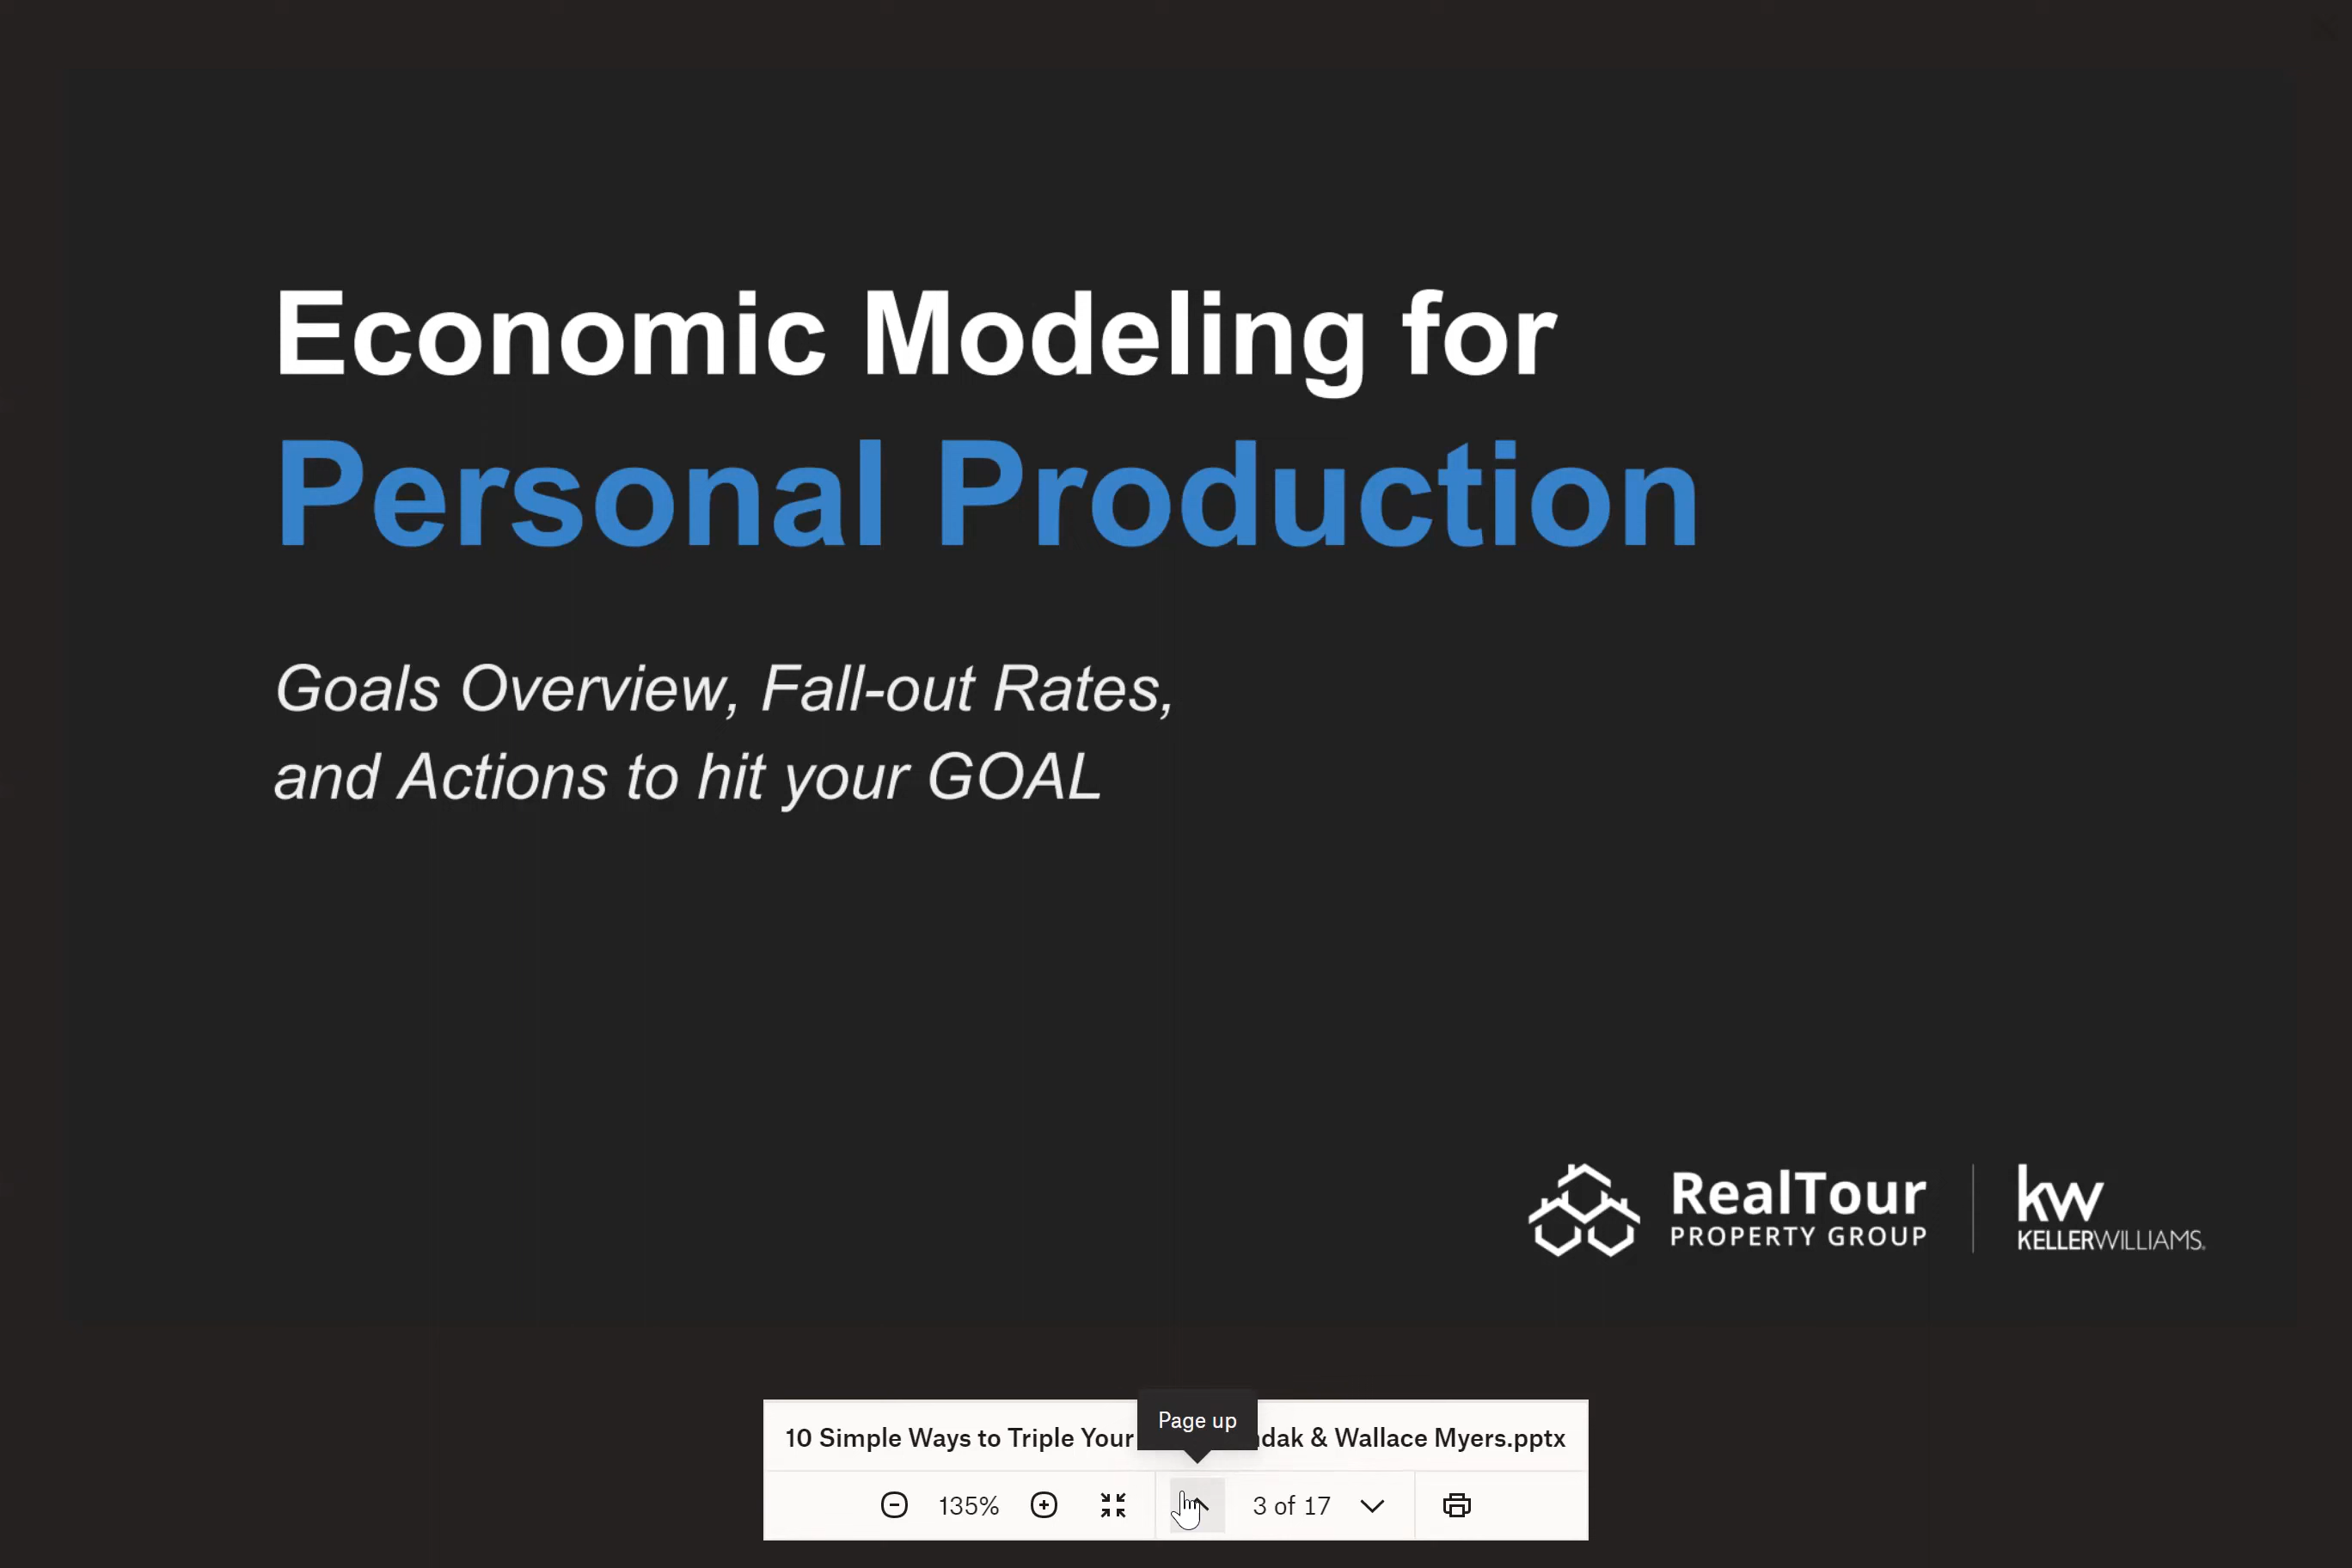 Economic Modeling for
Personal Production
Goals Overview, Fall-out Rates,
and Actions to hit your GOAL
RealTour
PROPERTY GROUP
kw
KELLERWILLIAMS.
Page up
10 Simple Ways to Triple Your & Wallace Myers.pptx
135%
3 of 17